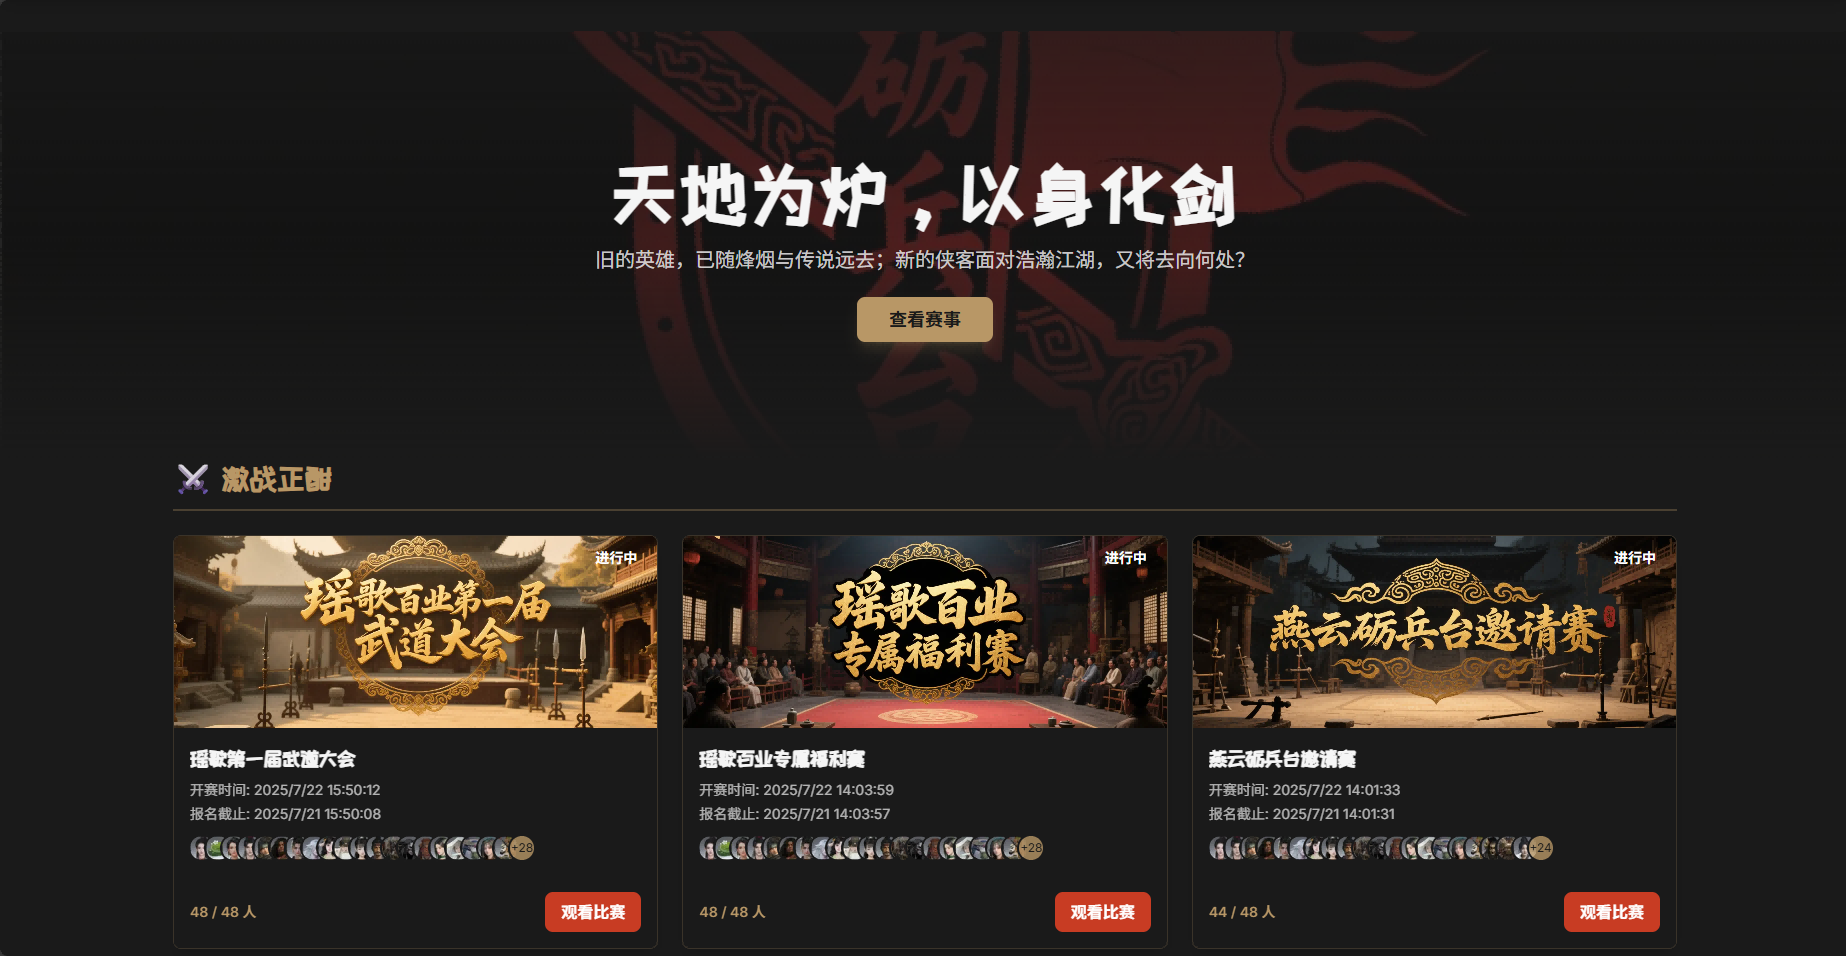 砺
兵
台
天地为炉，以身化剑
旧的英雄，已随烽烟与传说远去；新的侠客面对浩瀚江湖，又将去向何处？
查看赛事
激战正酣
进行中
瑶歌百业第一届
武道大会
瑶歌第一届武道大会
开赛时间: 2025/7/22 15:50:12
报名截止: 2025/7/21 15:50:08
+28
48 / 48 人
观看比赛
进行中
瑶歌百业
专属福利赛
瑶歌百业专属福利赛
开赛时间: 2025/7/22 14:03:59
报名截止: 2025/7/21 14:03:57
+28
48 / 48 人
观看比赛
进行中
燕云砺兵台邀请赛
燕云砺兵台邀请赛
开赛时间: 2025/7/22 14:01:33
报名截止: 2025/7/21 14:01:31
+24
44 / 48 人
观看比赛